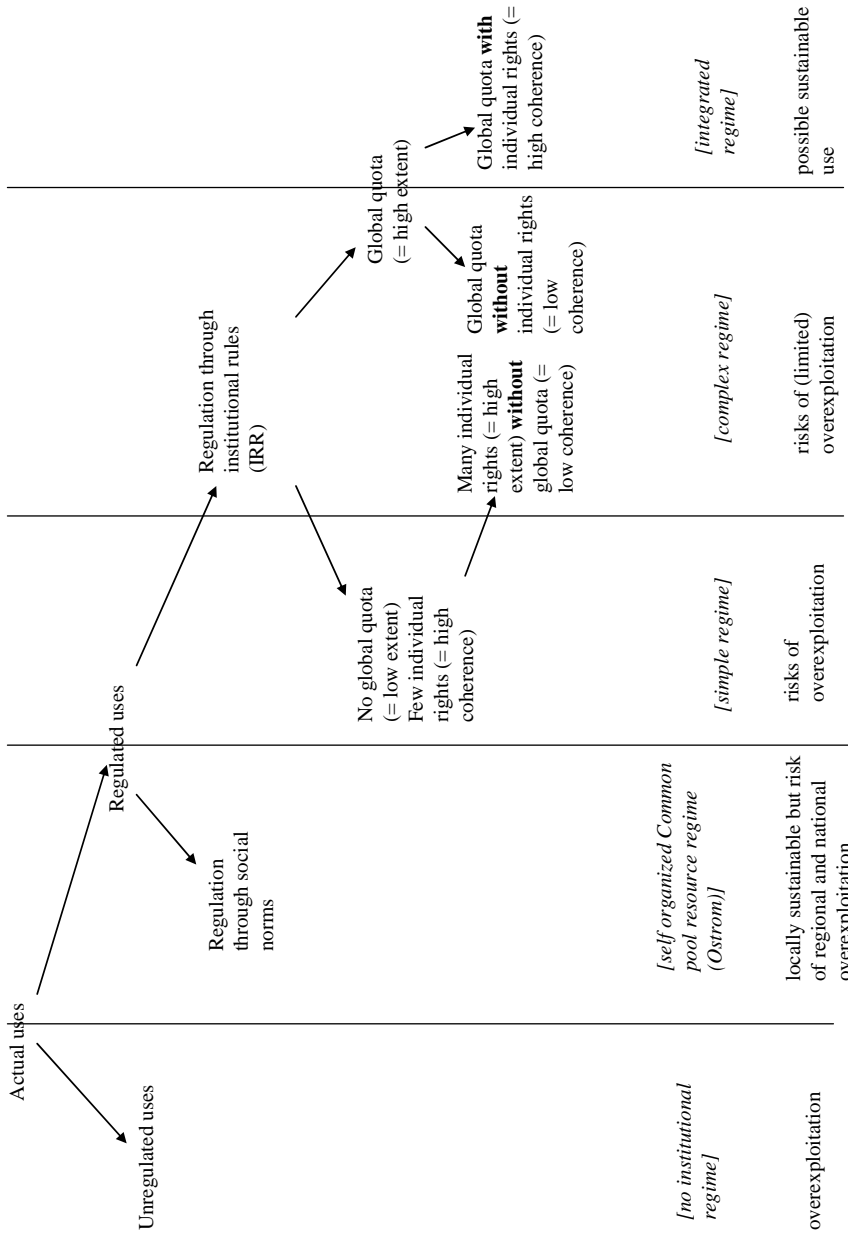 Actual uses
Unregulated uses
Regulated uses
Regulation
through social
norms
Regulation through
institutional rules
(IRR)
No global quota
(= low extent)
Few individual
rights (= high
coherence)
Global quota
(= high extent)
Many individual
rights (= high
extent) without
global quota (=
low coherence)
Global quota
without
individual rights
(= low
coherence)
Global quota with
individual rights (=
high coherence)
[no institutional
regime]
[self organized Common
pool resource regime
(Ostrom)]
[simple regime]
[complex regime]
[integrated
regime]
overexploitation
locally sustainable but risk
of regional and national
overexploitation
risks of
overexploitation
risks of (limited)
overexploitation
possible sustainable
use